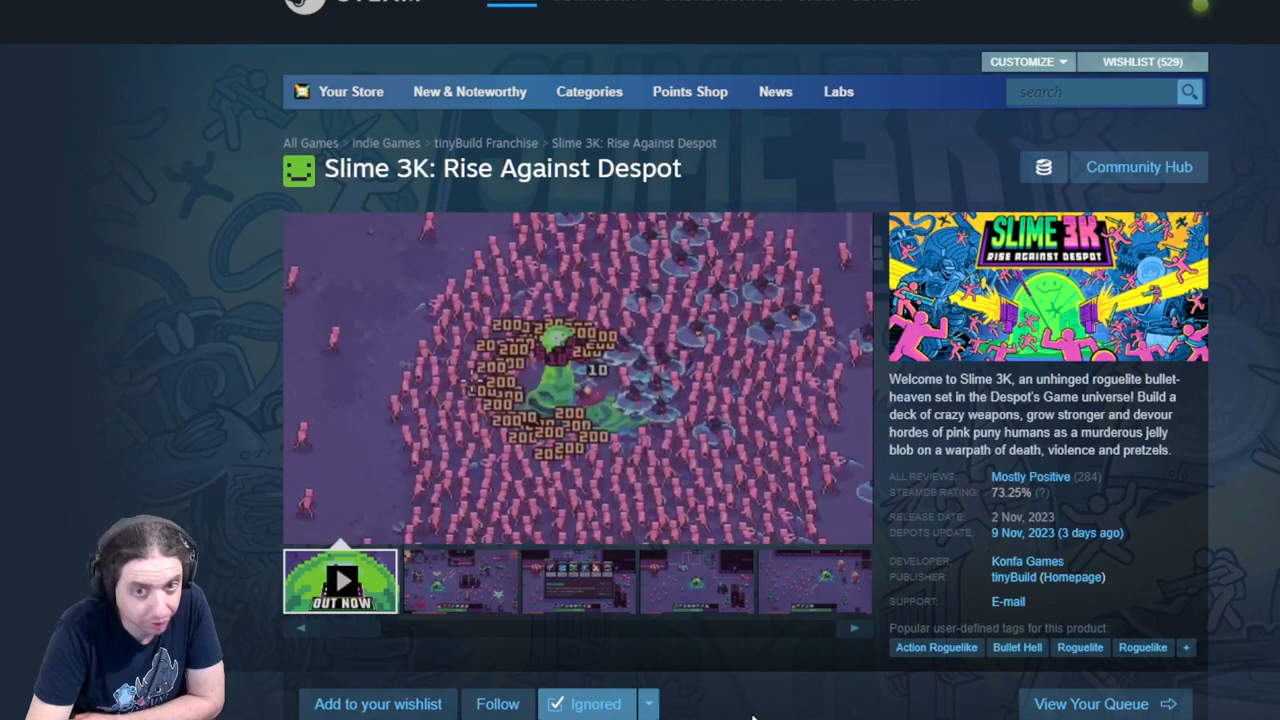 CUSTOMIZE
WISHLIST (529)
Your Store
New & Noteworthy
Categories
Points Shop
News
Labs
search
All Games > Indie Games > tinyBuild Franchise > Slime 3K: Rise Against Despot
Slime 3K: Rise Against Despot
Community Hub
SLIME 3K
RISE AGAINST DESPOT
200
10
Welcome to Slime 3K, an unhinged roguelite bullet-
heaven set in the Despot's Game universe! Build a
deck of crazy weapons, grow stronger and devour
hordes of pink puny humans as a murderous jelly
blob on a warpath of death, violence and pretzels.
ALL REVIEWS: Mostly Positive (284)
STEAMDB RATING: 73.25% (?)
RELEASE DATE: 2 Nov, 2023
DEPOTS UPDATE: 9 Nov, 2023 (3 days ago)
DEVELOPER: Konfa Games
PUBLISHER: tinyBuild (Homepage)
SUPPORT: E-mail
Popular user-defined tags for this product:
Action Roguelike
Bullet Hell
Roguelite
Roguelike
+
OUT NOW
Add to your wishlist
Follow
Ignored
View Your Queue